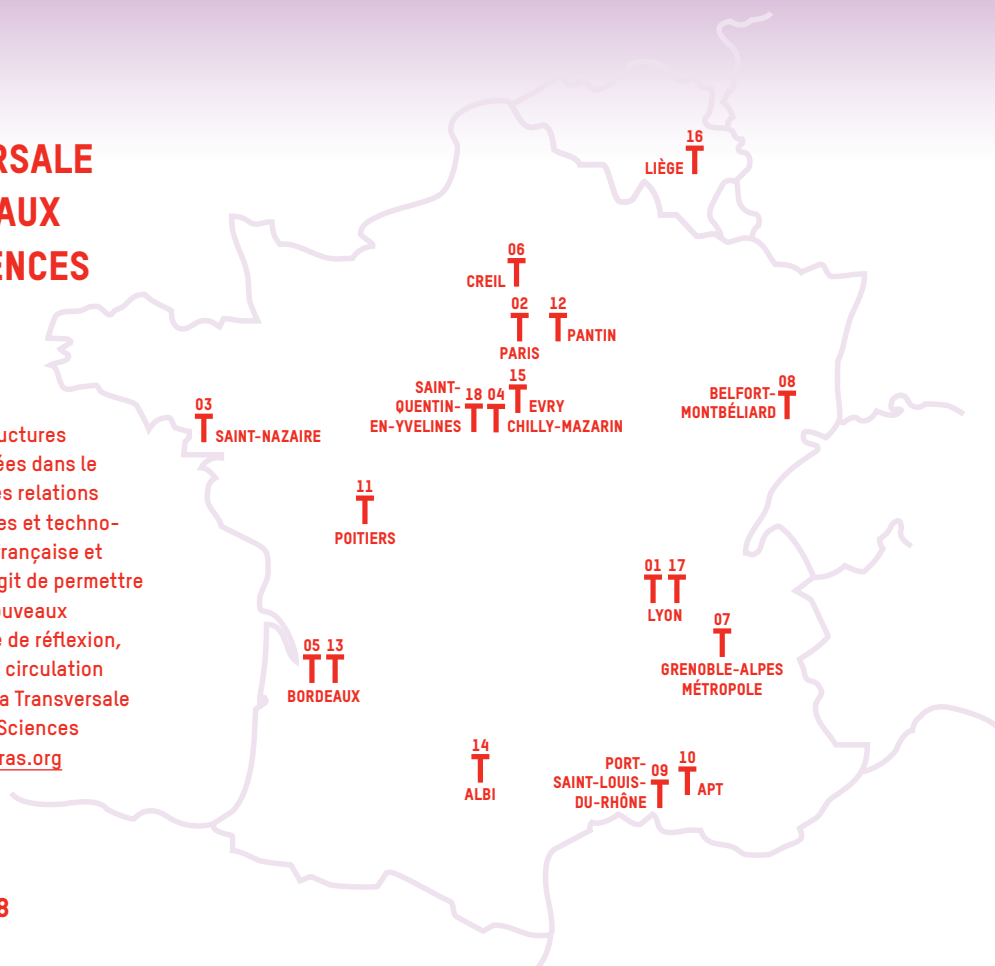 RSALE
AUX
ENCES
uctures
ées dans le
es relations
es et techno-
française et
git de permettre
ouveaux
e de réflexion,
circulation
a Transversale
Sciences
ras.org
8
16
LIÈGE
06
CREIL
02
PARIS
12
PANTIN
SAINT-
QUENTIN-
EN-YVELINES
18 04
15
EVRY
CHILLY-MAZARIN
08
BELFORT-
MONTBÉLIARD
03
SAINT-NAZAIRE
11
POITIERS
01 17
LYON
07
GRENOBLE-ALPES
MÉTROPOLE
05 13
BORDEAUX
14
ALBI
PORT-
SAINT-LOUIS-
DU-RHÔNE
09
10
APT